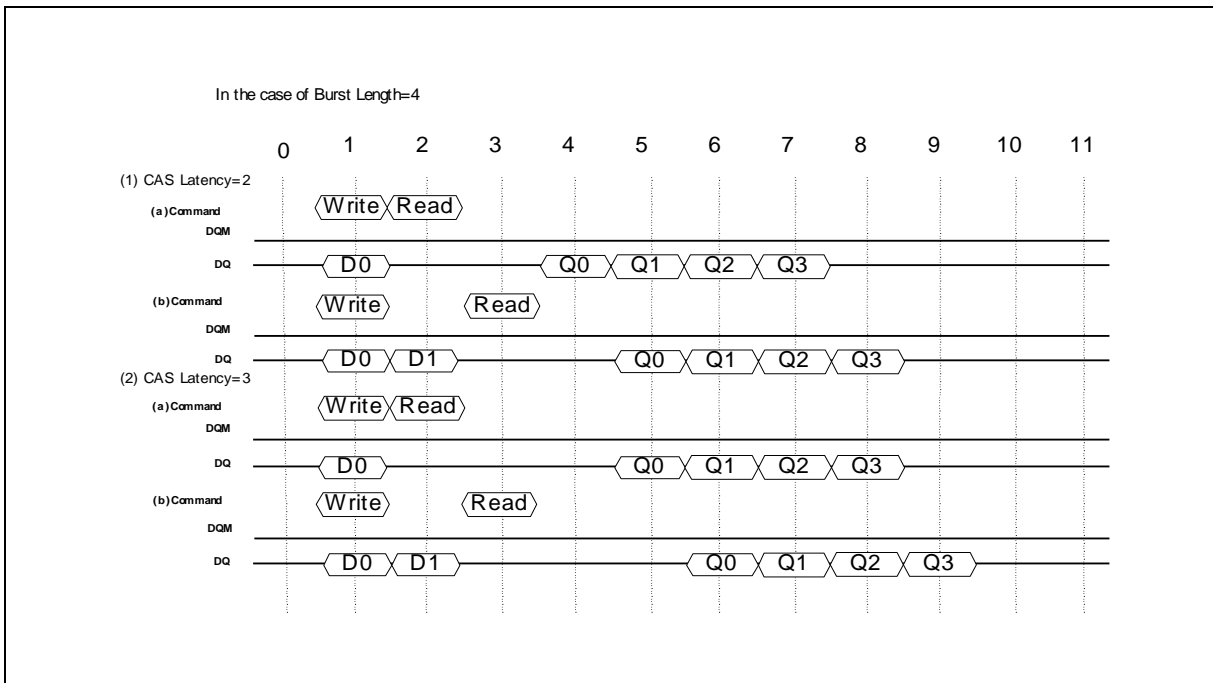 In the case of Burst Length=4
0 1 2 3 4 5 6 7 8 9 10 11
(1) CAS Latency=2
(a)Command Write Read
DQM
DQ D0 Q0 Q1 Q2 Q3
(b)Command Write Read
DQM
DQ D0 D1 Q0 Q1 Q2 Q3
(2) CAS Latency=3
(a)Command Write Read
DQM
DQ D0 Q0 Q1 Q2 Q3
(b)Command Write Read
DQM
DQ D0 D1 Q0 Q1 Q2 Q3